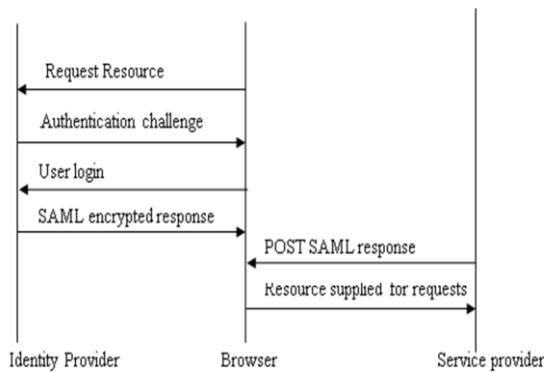 Request Resource
Authentication challenge
User login
SAML encrypted response
POST SAML response
Resource supplied for requests
Identity Provider
Browser
Service provider